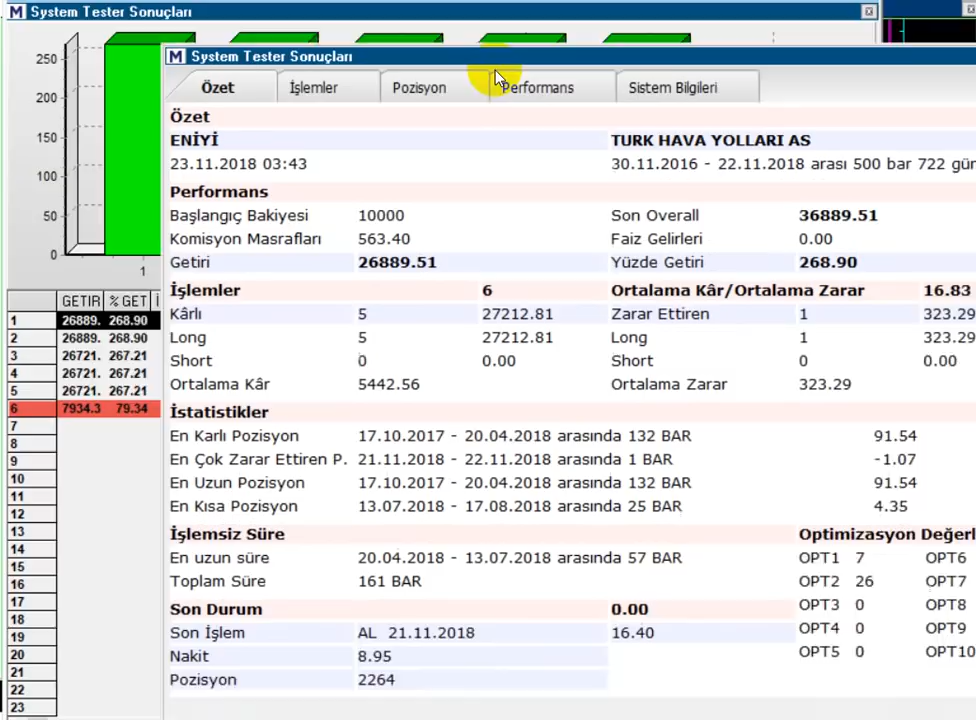 System Tester Sonuçları
250
200
150
100
50
0
1
GETIR % GET
1 26889. 268.90
2 26889. 268.90
3 26721. 267.21
4 26721. 267.21
5 26721. 267.21
6 7934.3 79.34
7
8
9
10
11
12
13
14
15
16
17
18
19
20
21
22
23
System Tester Sonuçları
Özet İşlemler Pozisyon Performans Sistem Bilgileri
Özet
ENİYİ TURK HAVA YOLLARI AS
23.11.2018 03:43 30.11.2016 - 22.11.2018 arası 500 bar 722 gür
Performans
Başlangıç Bakiyesi 10000 Son Overall 36889.51
Komisyon Masrafları 563.40 Faiz Gelirleri 0.00
Getiri 26889.51 Yüzde Getiri 268.90
İşlemler 6 Ortalama Kâr/Ortalama Zarar 16.83
Kârlı 5 27212.81 Zarar Ettiren 1 323.29
Long 5 27212.81 Long 1 323.29
Short 0 0.00 Short 0 0.00
Ortalama Kâr 5442.56 Ortalama Zarar 323.29
İstatistikler
En Karlı Pozisyon 17.10.2017 - 20.04.2018 arasında 132 BAR 91.54
En Çok Zarar Ettiren P. 21.11.2018 - 22.11.2018 arasında 1 BAR -1.07
En Uzun Pozisyon 17.10.2017 - 20.04.2018 arasında 132 BAR 91.54
En Kısa Pozisyon 13.07.2018 - 17.08.2018 arasında 25 BAR 4.35
İşlemsiz Süre Optimizasyon Değerl
En uzun süre 20.04.2018 - 13.07.2018 arasında 57 BAR OPT1 7 OPT6
Toplam Süre 161 BAR OPT2 26 OPT7
OPT3 0 OPT8
Son Durum 0.00
Son İşlem AL 21.11.2018 16.40 OPT4 0 OPT9
Nakit 8.95 OPT5 0 OPT10
Pozisyon 2264